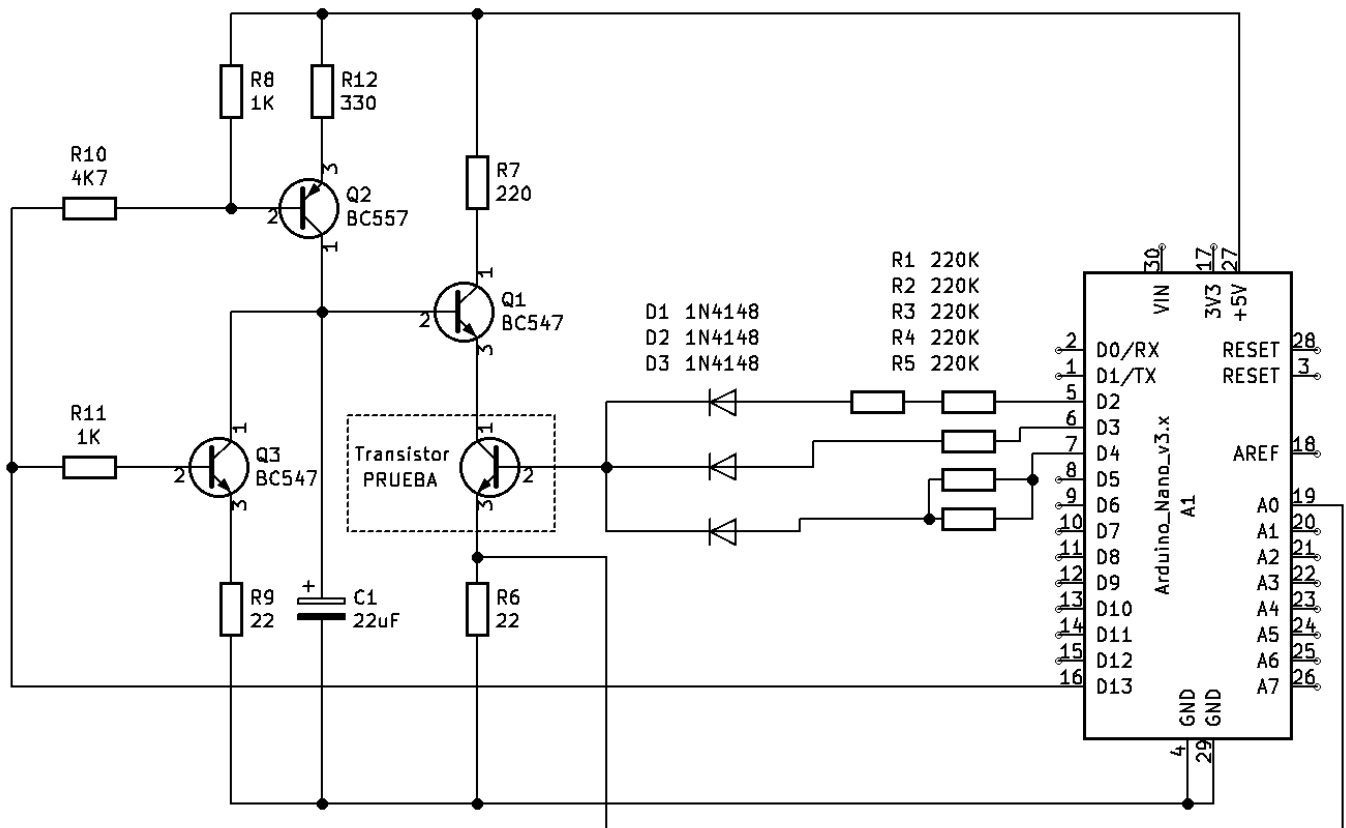 R8
1K
R12
330
R10
4K7
R7
220
3
Q2
BC557
2
1
R1 220K
R2 220K
R3 220K
R4 220K
R5 220K
D1 1N4148
D2 1N4148
D3 1N4148
1
Q1
BC547
2
3
R11
1K
1
Q3
BC547
2
3
Transistor
PRUEBA
1
2
3
R9
22
+
C1
22uF
R6
22
30
17
27
VIN
3V3
+5V
2
D0/RX
1
D1/TX
5
D2
6
D3
7
D4
8
D5
9
D6
10
D7
11
D8
12
D9
13
D10
14
D11
15
D12
16
D13
Arduino_Nano_v3.x
A1
RESET
28
RESET
3
AREF
18
A0
19
A1
20
A2
21
A3
22
A4
23
A5
24
A6
25
A7
26
GND
GND
4
29